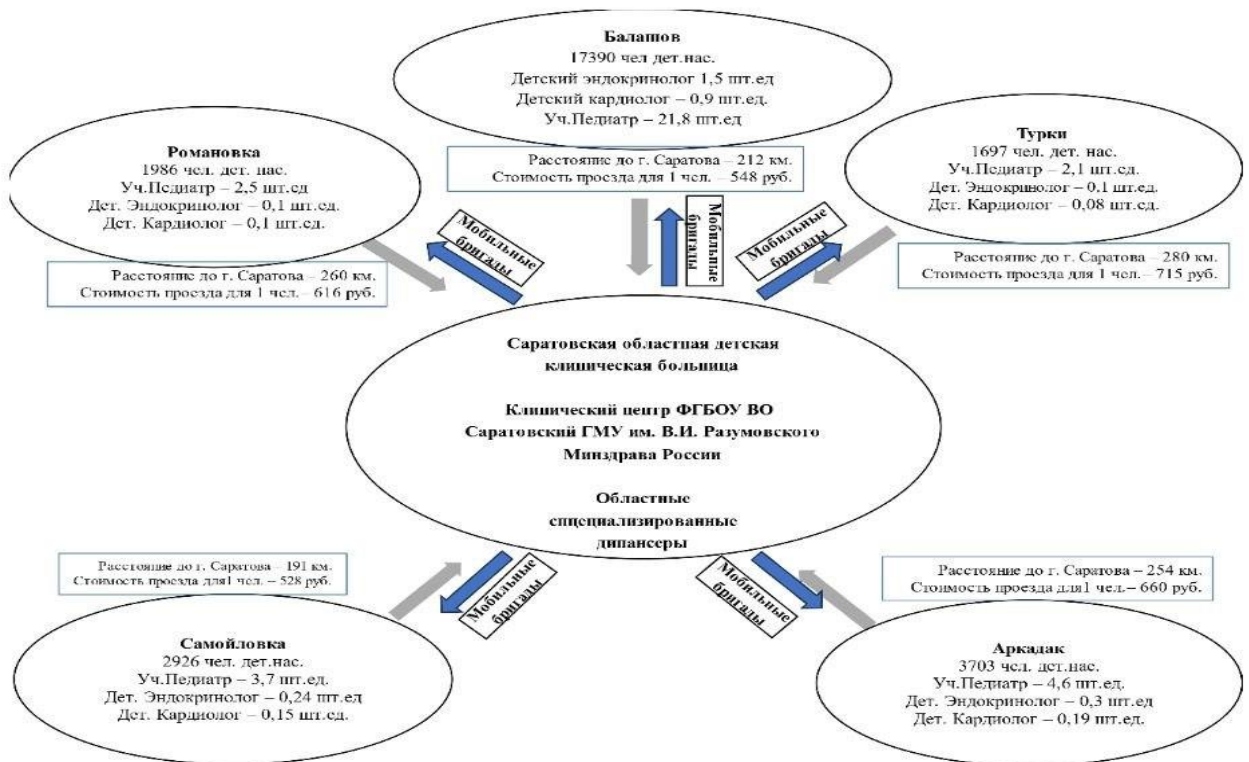 Балашов
17390 чел дет.нас.
Детский эндокринолог 1,5 шт.ед
Детский кардиолог – 0,9 шт.ед.
Уч.Педиатр – 21,8 шт.ед
Расстояние до г. Саратова – 212 км.
Стоимость проезда для 1 чел. – 548 руб.
Романовка
1986 чел. дет. нас.
Уч.Педиатр – 2,5 шт.ед
Дет. Эндокринолог – 0,1 шт.ед.
Дет. Кардиолог – 0,1 шт.ед.
Расстояние до г. Саратова – 260 км.
Стоимость проезда для 1 чел. – 616 руб.
Турки
1697 чел. дет. нас.
Уч.Педиатр – 2,1 шт.ед.
Дет. Эндокринолог – 0,1 шт.ед.
Дет. Кардиолог – 0,08 шт.ед.
Расстояние до г. Саратова – 280 км.
Стоимость проезда для 1 чел. – 715 руб.
Мобильные
бригады
Мобильные
бригады
Мобильные
бригады
Саратовская областная детская
клиническая больница
Клинический центр ФГБОУ ВО
Саратовский ГМУ им. В.И. Разумовского
Минздрава России
Областные
спцециализированные
дипансеры
Мобильные
бригады
Мобильные
бригады
Расстояние до г. Саратова – 191 км.
Стоимость проезда для1 чел. – 528 руб.
Самойловка
2926 чел. дет.нас.
Уч.Педиатр – 3,7 шт.ед.
Дет. Эндокринолог – 0,24 шт.ед
Дет. Кардиолог – 0,15 шт.ед.
Расстояние до г. Саратова – 254 км.
Стоимость проезда для1 чел.– 660 руб.
Аркадак
3703 чел. дет.нас.
Уч.Педиатр – 4,6 шт.ед.
Дет. Эндокринолог – 0,3 шт.ед
Дет. Кардиолог – 0,19 шт.ед.